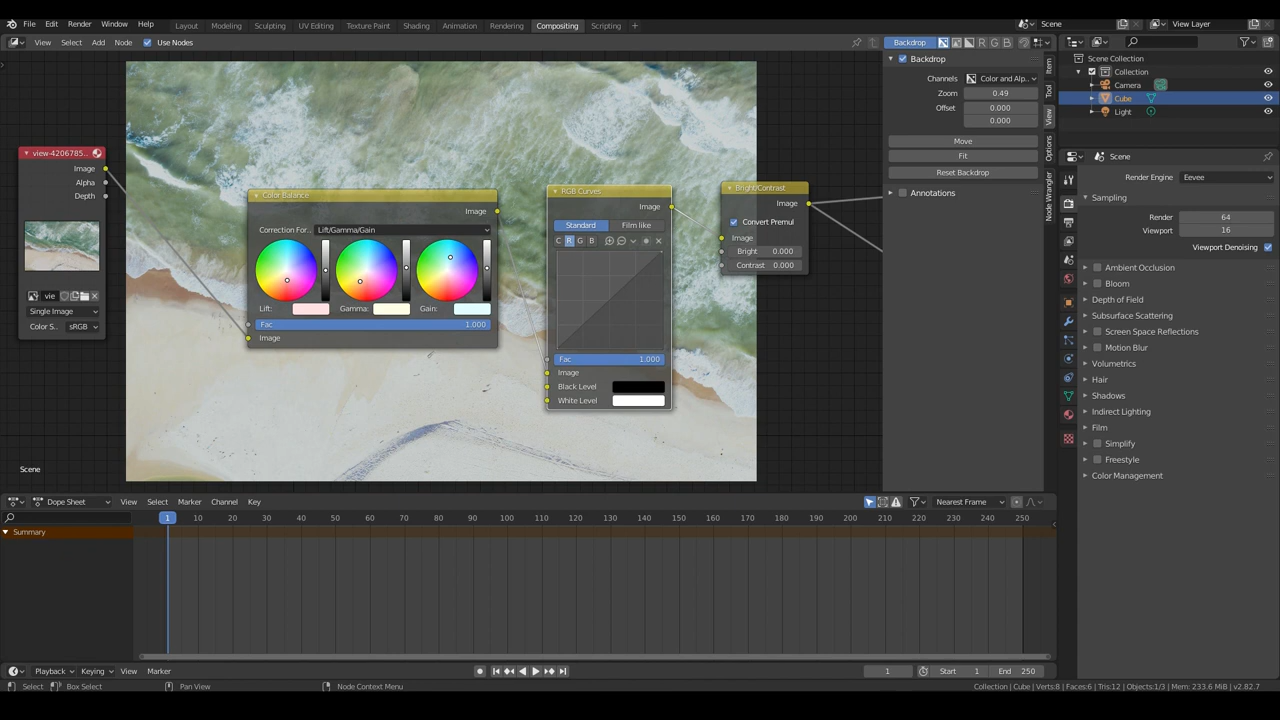 File Edit Render Window Help Layout Modeling Sculpting UV Editing Texture Paint Shading Animation Rendering Compositing Scripting + Scene View Layer
View Select Add Node Use Nodes Backdrop R G B
Backdrop
Channels Color and Alp..
Zoom 0.49
Offset 0.000
0.000
Move
Fit
Reset Backdrop
Annotations
Item
Tool
View
Options
Node Wrangler
Scene Collection
Collection
Camera
Cube
Light
Scene
Render Engine Eevee
Sampling
Render 64
Viewport 16
Viewport Denoising
Ambient Occlusion
Bloom
Depth of Field
Subsurface Scattering
Screen Space Reflections
Motion Blur
Volumetrics
Hair
Shadows
Indirect Lighting
Film
Simplify
Freestyle
Color Management
view-4206785..
Image
Alpha
Depth
vie
Single Image
Color S.. sRGB
Color Balance
Image
Correction For.. Lift/Gamma/Gain
Lift: Gamma: Gain:
Fac 1.000
Image
RGB Curves
Image
Standard Film like
C R G B
Fac 1.000
Image
Black Level
White Level
Bright/Contrast
Image
Convert Premul
Image
Bright 0.000
Contrast 0.000
Scene
Dope Sheet View Select Marker Channel Key Nearest Frame
1 10 20 30 40 50 60 70 80 90 100 110 120 130 140 150 160 170 180 190 200 210 220 230 240 250
Summary
Playback Keying View Marker 1 Start 1 End 250
Select Box Select Pan View Node Context Menu Collection | Cube | Verts:8 | Faces:6 | Tris:12 | Objects:1/3 | Mem: 233.6 MiB | v2.82.7